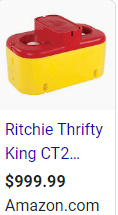 Ritchie Thrifty
King CT2...
$999.99
Amazon.com